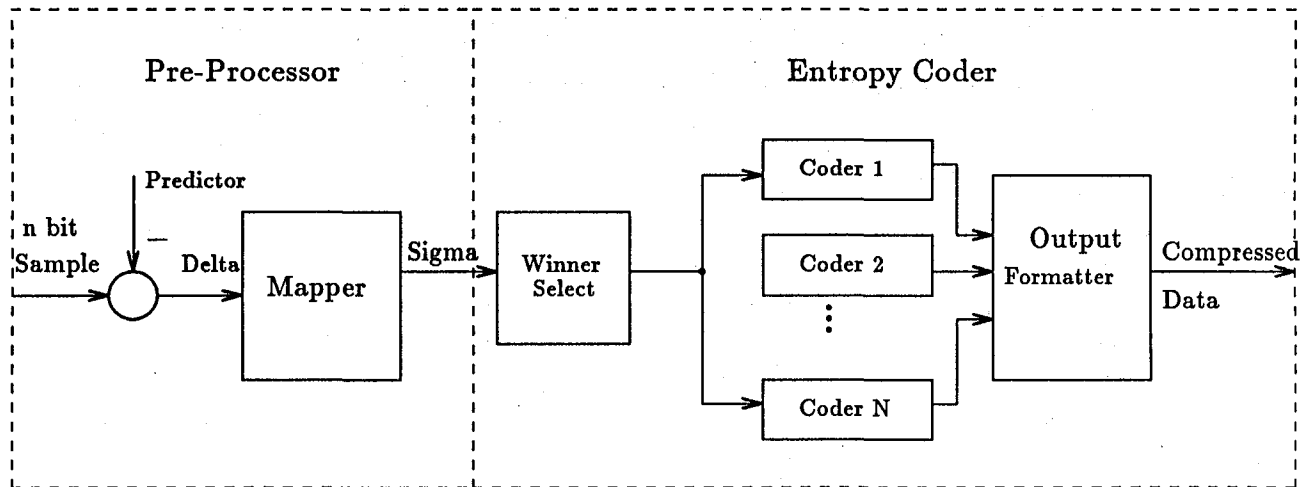 Pre-Processor
Entropy Coder
Predictor
n bit
Sample
−
Delta
Mapper
Sigma
Winner
Select
Coder 1
Coder 2
Coder N
Output
Formatter
Compressed
Data